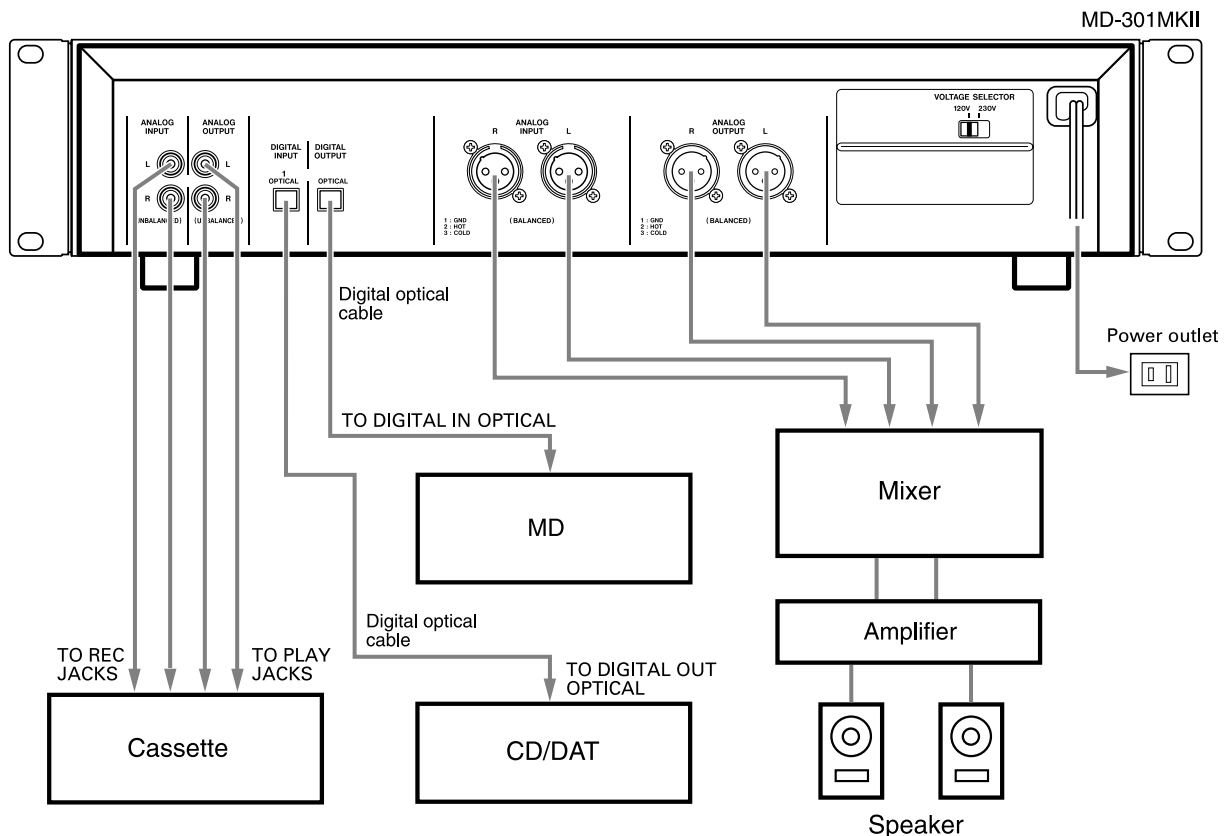 MD-301MKII
ANALOG
INPUT
ANALOG
OUTPUT
L
L
R
R
(UNBALANCED)
DIGITAL
INPUT
1
OPTICAL
DIGITAL
OUTPUT
OPTICAL
ANALOG
R INPUT L
1 : GND
2 : HOT
3 : COLD
(BALANCED)
ANALOG
R OUTPUT L
1 : GND
2 : HOT
3 : COLD
(BALANCED)
VOLTAGE SELECTOR
120V 230V
Digital optical
cable
Power outlet
TO DIGITAL IN OPTICAL
MD
Mixer
Digital optical
cable
Amplifier
TO REC
JACKS
TO PLAY
JACKS
TO DIGITAL OUT
OPTICAL
Cassette
CD/DAT
Speaker